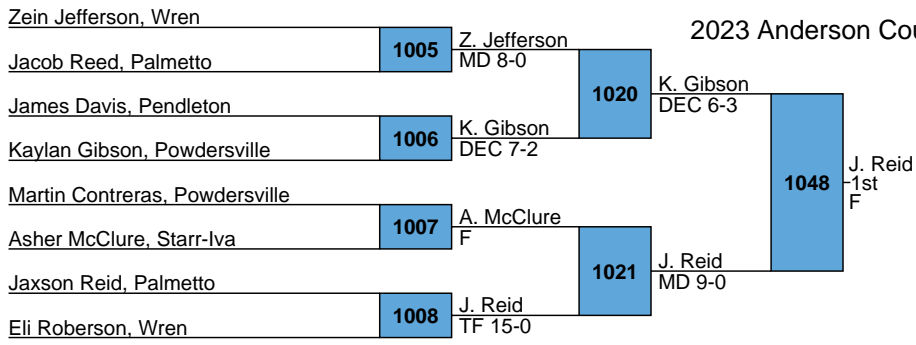 2023 Anderson Cou
Zein Jefferson, Wren
Jacob Reed, Palmetto
James Davis, Pendleton
Kaylan Gibson, Powdersville
Martin Contreras, Powdersville
Asher McClure, Starr-Iva
Jaxson Reid, Palmetto
Eli Roberson, Wren
1005
1006
1007
1008
Z. Jefferson
MD 8-0
K. Gibson
DEC 7-2
A. McClure
F
J. Reid
TF 15-0
1020
1021
K. Gibson
DEC 6-3
J. Reid
MD 9-0
1048
J. Reid
1st
F